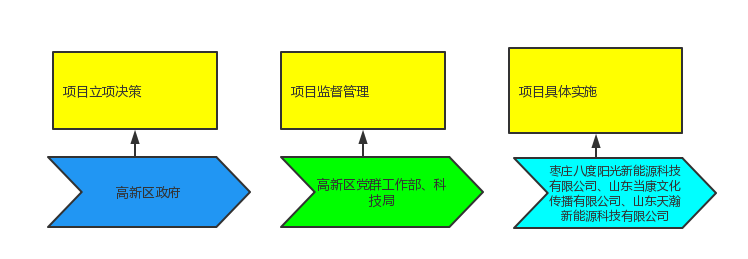 项目立项决策
项目监督管理
项目具体实施
高新区政府
高新区党群工作部、科
技局
枣庄八度阳光新能源科技
有限公司、山东当康文化
传播有限公司、山东天瀚
新能源科技有限公司